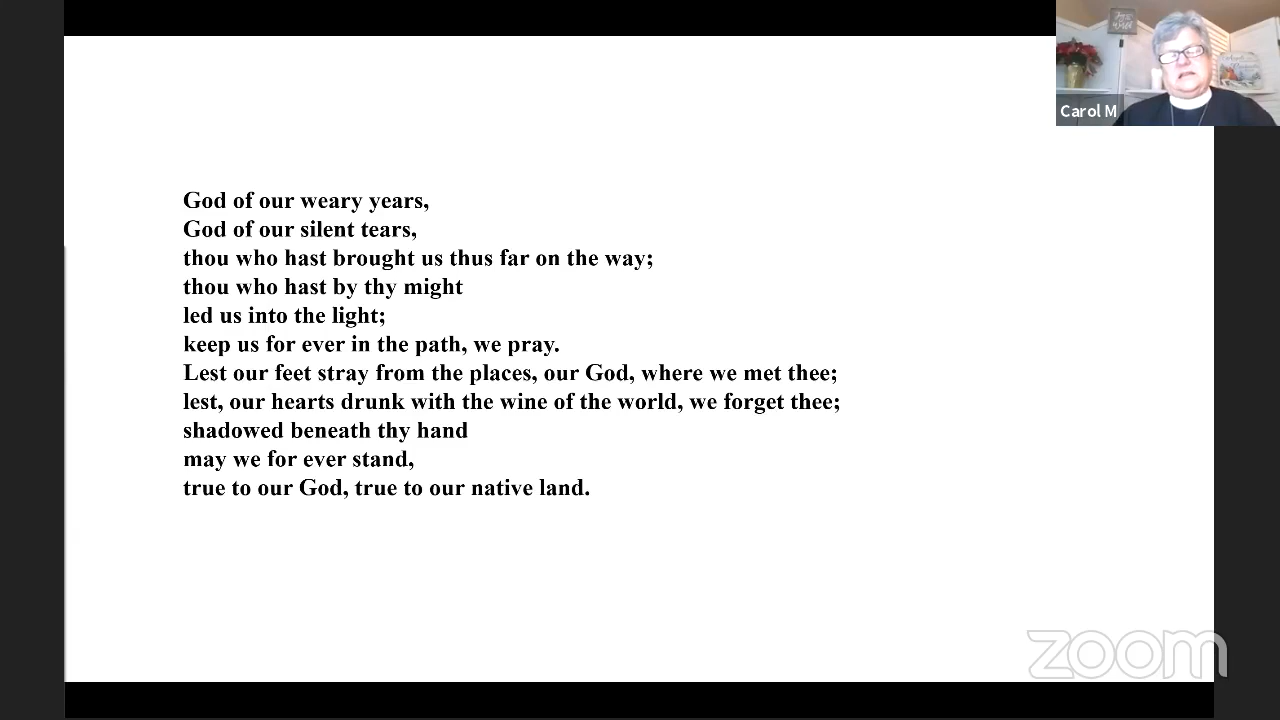 Carol M
God of our weary years,
God of our silent tears,
thou who hast brought us thus far on the way;
thou who hast by thy might
led us into the light;
keep us for ever in the path, we pray.
Lest our feet stray from the places, our God, where we met thee;
lest, our hearts drunk with the wine of the world, we forget thee;
shadowed beneath thy hand
may we for ever stand,
true to our God, true to our native land.
zoom